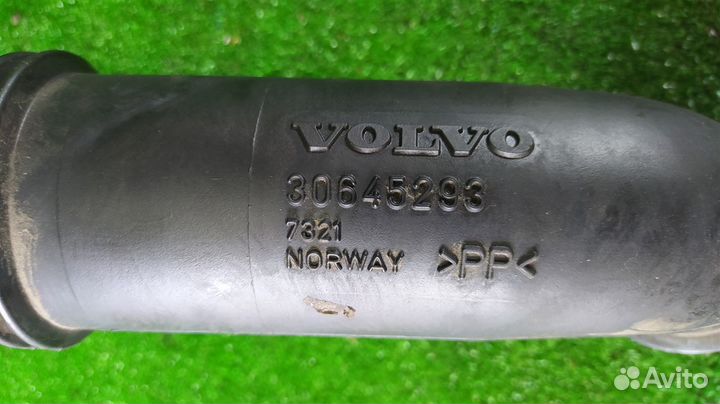 VOLVO
30645293
7321
NORWAY >PP<
Avito